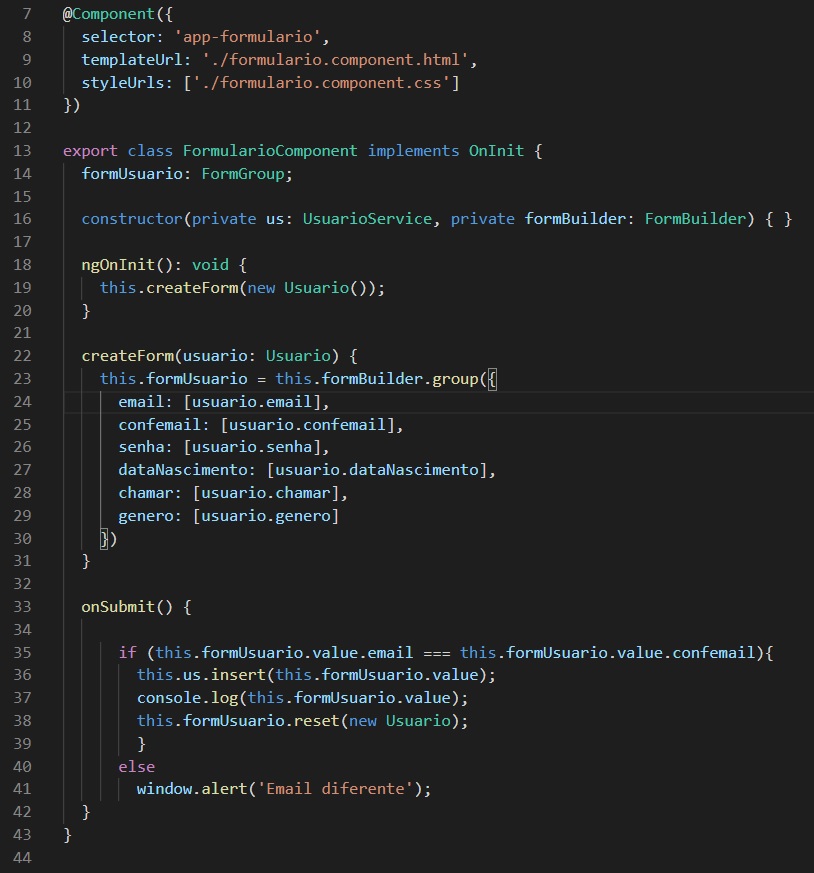 7 @Component({
8   selector: 'app-formulario',
9   templateUrl: './formulario.component.html',
10   styleUrls: ['./formulario.component.css']
11 })
12
13 export class FormularioComponent implements OnInit {
14   formUsuario: FormGroup;
15
16   constructor(private us: UsuarioService, private formBuilder: FormBuilder) { }
17
18   ngOnInit(): void {
19     this.createForm(new Usuario());
20   }
21
22   createForm(usuario: Usuario) {
23     this.formUsuario = this.formBuilder.group({
24       email: [usuario.email],
25       confemail: [usuario.confemail],
26       senha: [usuario.senha],
27       dataNascimento: [usuario.dataNascimento],
28       chamar: [usuario.chamar],
29       genero: [usuario.genero]
30     })
31   }
32
33   onSubmit() {
34
35       if (this.formUsuario.value.email === this.formUsuario.value.confemail){
36         this.us.insert(this.formUsuario.value);
37         console.log(this.formUsuario.value);
38         this.formUsuario.reset(new Usuario);
39         }
40       else
41         window.alert('Email diferente');
42   }
43 }
44